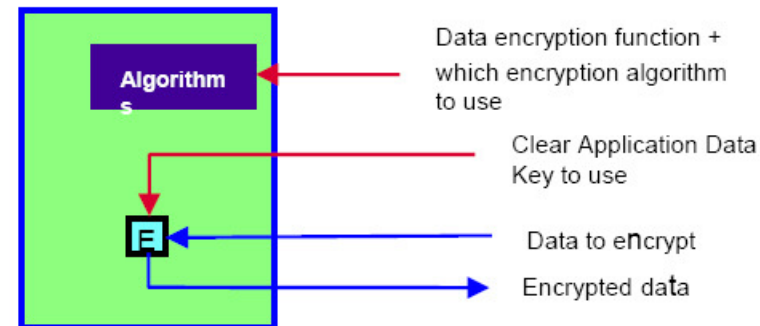 Algorithm
s
Data encryption function +
which encryption algorithm
to use
Clear Application Data
Key to use
E
Data to encrypt
Encrypted data